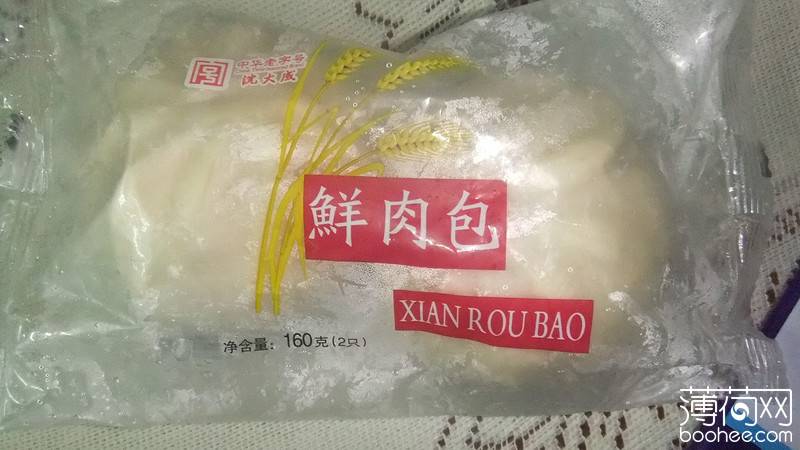 中华老字号
沈大成
鮮肉包
XIAN ROU BAO
净含量：160克(2只)
薄荷网
boohee.com